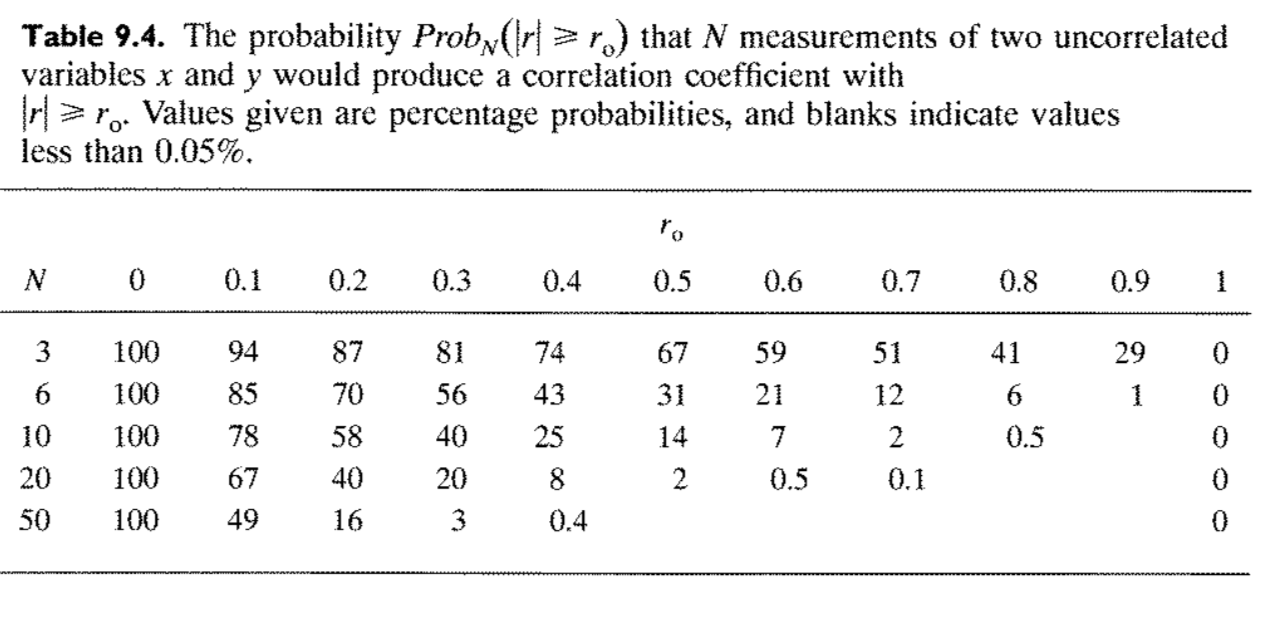 Table 9.4. The probability Prob_N(|r| ≥ r_o) that N measurements of two uncorrelated
variables x and y would produce a correlation coefficient with
|r| ≥ r_o. Values given are percentage probabilities, and blanks indicate values
less than 0.05%.
r_o
N 0 0.1 0.2 0.3 0.4 0.5 0.6 0.7 0.8 0.9 1
3 100 94 87 81 74 67 59 51 41 29 0
6 100 85 70 56 43 31 21 12 6 1 0
10 100 78 58 40 25 14 7 2 0.5 0
20 100 67 40 20 8 2 0.5 0.1 0
50 100 49 16 3 0.4 0